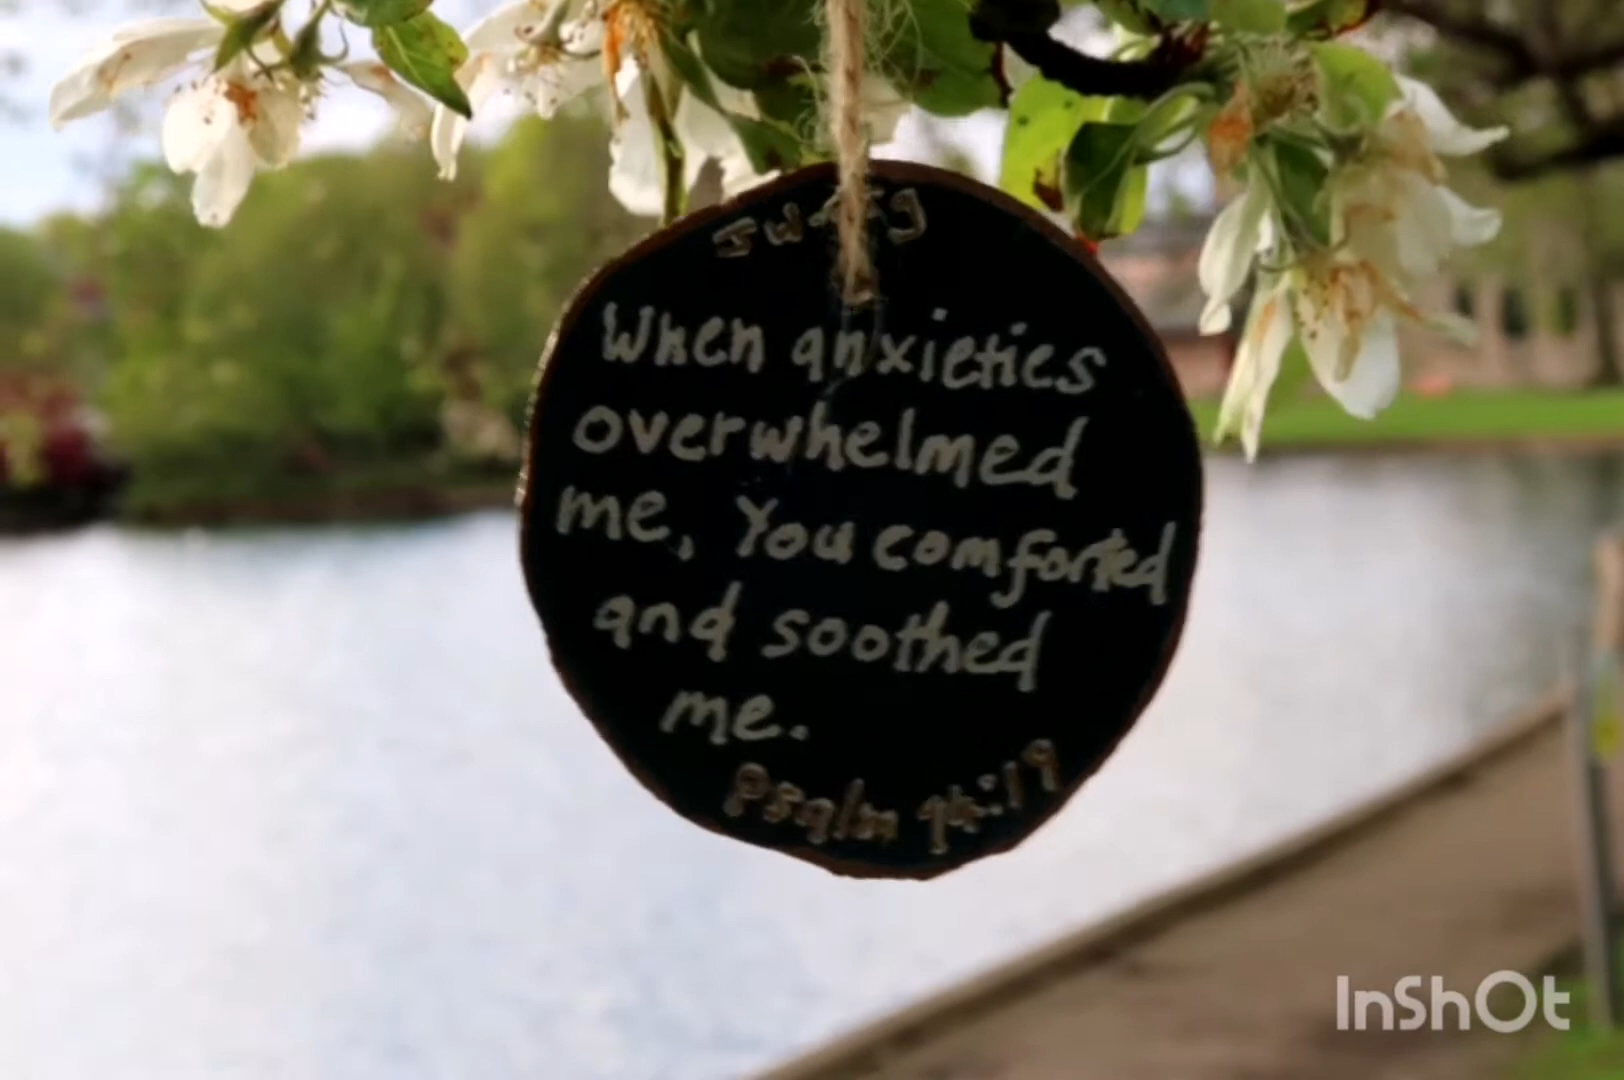 When anxieties
overwhelmed
me, You comforted
and soothed
me.
Psalm 94:19
InShOt